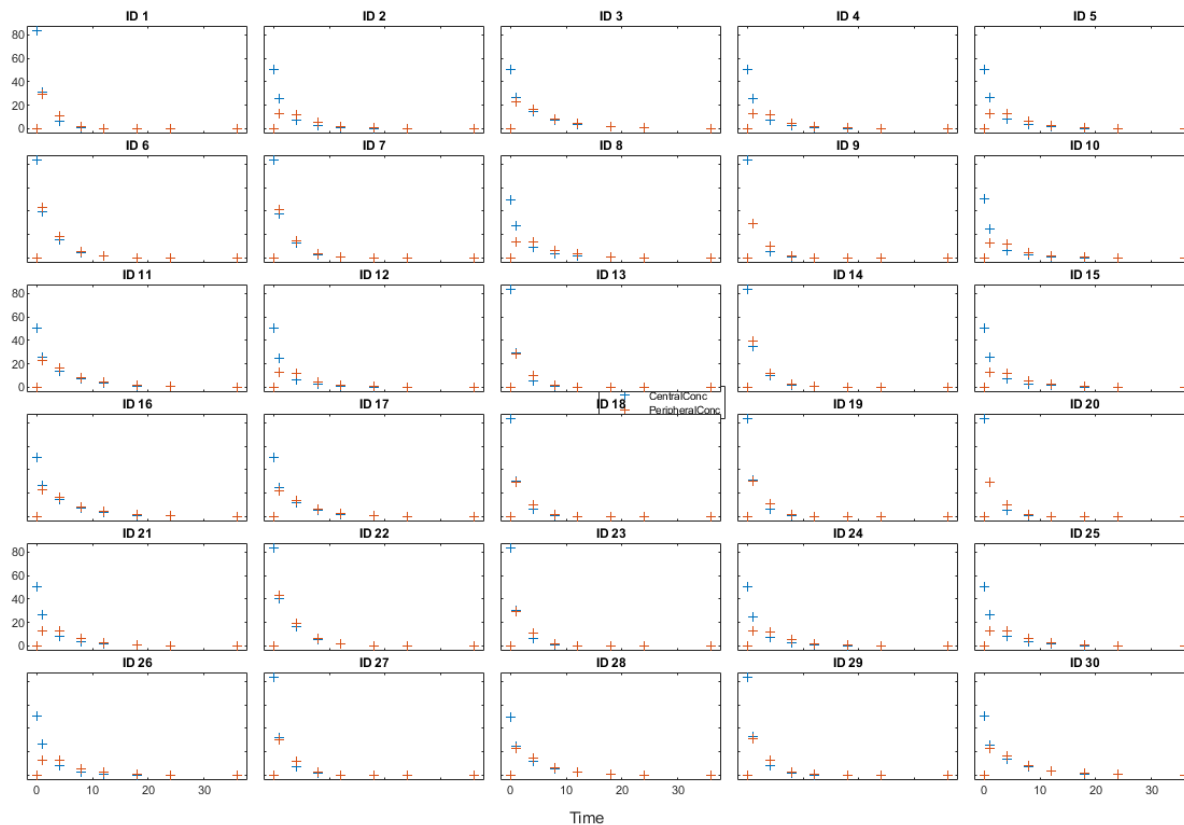 ID 1 ID 2 ID 3 ID 4 ID 5
80
60
40
20
0
ID 6 ID 7 ID 8 ID 9 ID 10
ID 11 ID 12 ID 13 ID 14 ID 15
80
60
40
20
0
CentralConc
PeripheralConc
ID 16 ID 17 ID 18 ID 19 ID 20
ID 21 ID 22 ID 23 ID 24 ID 25
80
60
40
20
0
ID 26 ID 27 ID 28 ID 29 ID 30
0 10 20 30 0 10 20 30 0 10 20 30
Time